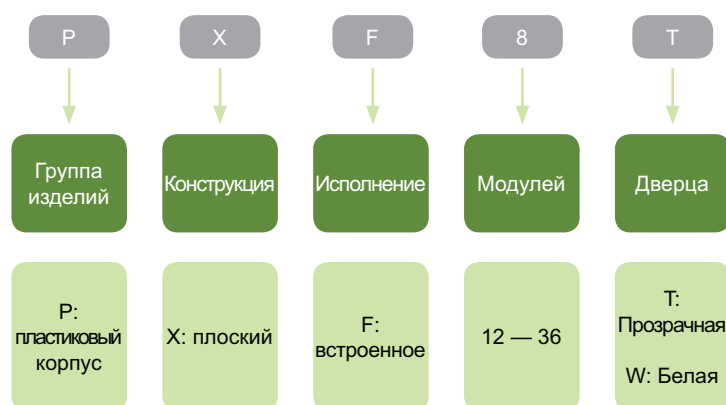 P
X
F
8
T
Группа
изделий
Конструкция
Исполнение
Модулей
Дверца
P:
пластиковый
корпус
X: плоский
F:
встроенное
12 — 36
T:
Прозрачная
W: Белая